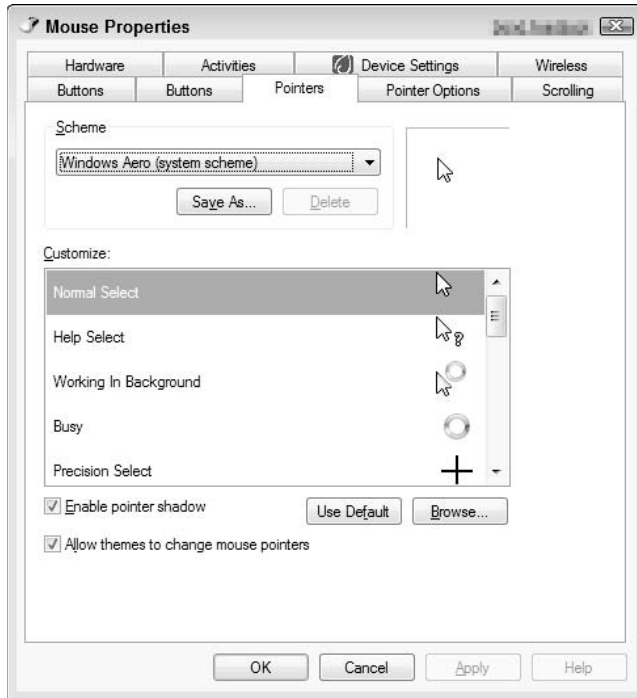 Mouse Properties
Hardware Activities Device Settings Wireless
Buttons Buttons Pointers Pointer Options Scrolling
Scheme
Windows Aero (system scheme)
Save As... Delete
Customize:
Normal Select
Help Select
Working In Background
Busy
Precision Select
Enable pointer shadow Use Default Browse...
Allow themes to change mouse pointers
OK Cancel Apply Help